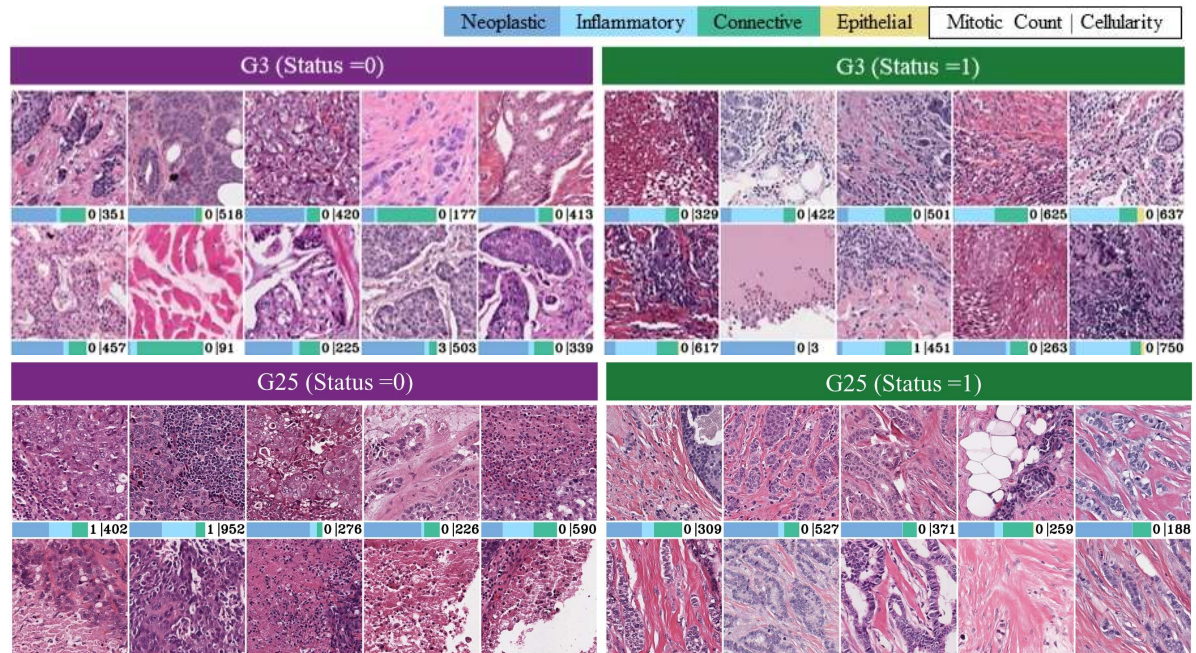 Neoplastic Inflammatory Connective Epithelial Mitotic Count | Cellularity
G3 (Status =0) G3 (Status =1)
0|351 0|518 0|420 0|177 0|413 0|329 0|422 0|501 0|625 0|637
0|457 0|91 0|225 3|503 0|339 0|617 0|3 1|451 0|263 0|750
G25 (Status =0) G25 (Status =1)
1|402 1|952 0|276 0|226 0|590 0|309 0|527 0|371 0|259 0|188